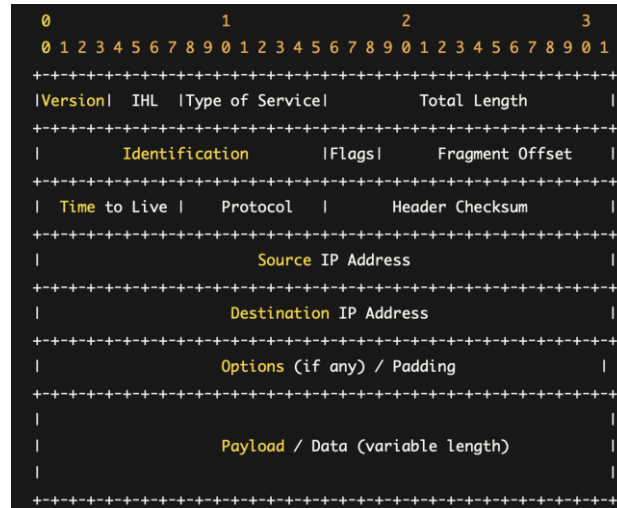 0                   1                   2                   3
0 1 2 3 4 5 6 7 8 9 0 1 2 3 4 5 6 7 8 9 0 1 2 3 4 5 6 7 8 9 0 1
+-+-+-+-+-+-+-+-+-+-+-+-+-+-+-+-+-+-+-+-+-+-+-+-+-+-+-+-+-+-+-+-+
|Version|  IHL  |Type of Service|          Total Length         |
+-+-+-+-+-+-+-+-+-+-+-+-+-+-+-+-+-+-+-+-+-+-+-+-+-+-+-+-+-+-+-+-+
|         Identification        |Flags|      Fragment Offset    |
+-+-+-+-+-+-+-+-+-+-+-+-+-+-+-+-+-+-+-+-+-+-+-+-+-+-+-+-+-+-+-+-+
|  Time to Live |    Protocol   |       Header Checksum         |
+-+-+-+-+-+-+-+-+-+-+-+-+-+-+-+-+-+-+-+-+-+-+-+-+-+-+-+-+-+-+-+-+
|                        Source IP Address                      |
+-+-+-+-+-+-+-+-+-+-+-+-+-+-+-+-+-+-+-+-+-+-+-+-+-+-+-+-+-+-+-+-+
|                     Destination IP Address                    |
+-+-+-+-+-+-+-+-+-+-+-+-+-+-+-+-+-+-+-+-+-+-+-+-+-+-+-+-+-+-+-+-+
|                    Options (if any) / Padding                |
+-+-+-+-+-+-+-+-+-+-+-+-+-+-+-+-+-+-+-+-+-+-+-+-+-+-+-+-+-+-+-+-+
|                                                               |
|                    Payload / Data (variable length)           |
|                                                               |
+-+-+-+-+-+-+-+-+-+-+-+-+-+-+-+-+-+-+-+-+-+-+-+-+-+-+-+-+-+-+-+-+